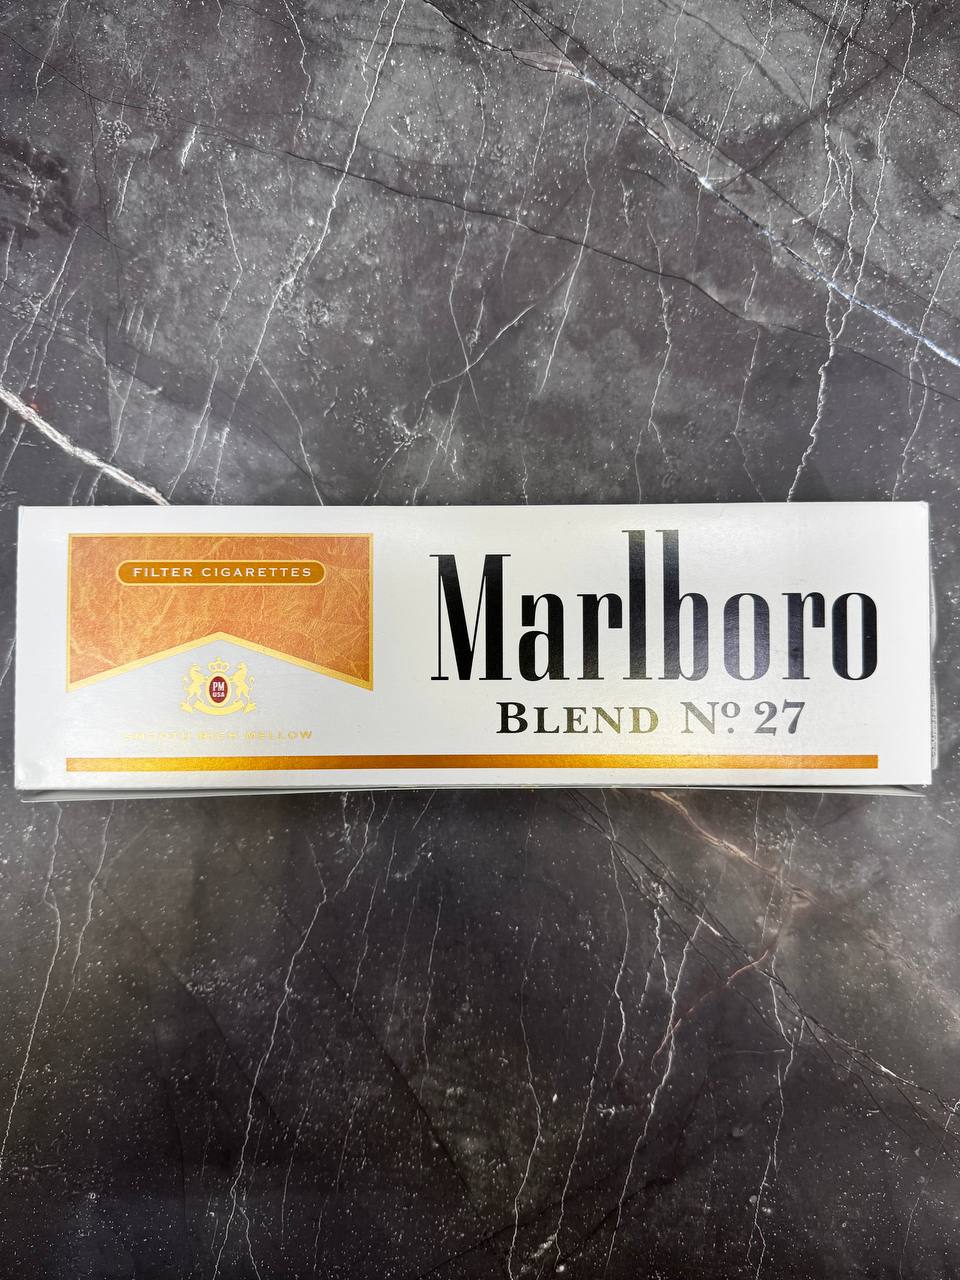 FILTER CIGARETTES
PM
USA
SMOOTH RICH MELLOW
Marlboro
BLEND Nº 27